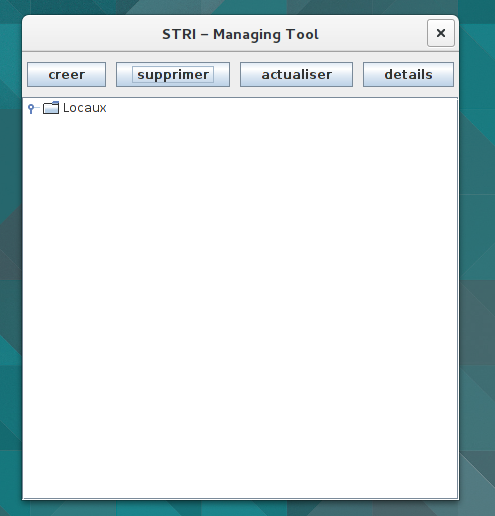 STRI – Managing Tool
creer supprimer actualiser details
Locaux